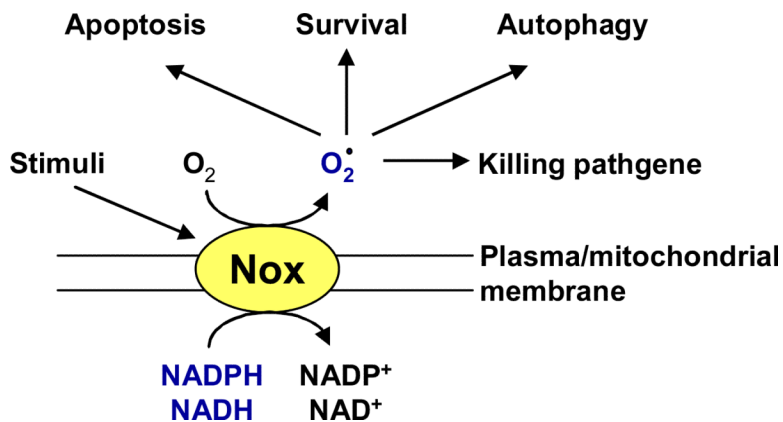 Apoptosis Survival Autophagy
Stimuli O₂ O₂• Killing pathgene
Nox Plasma/mitochondrial
membrane
NADPH NADP⁺
NADH NAD⁺